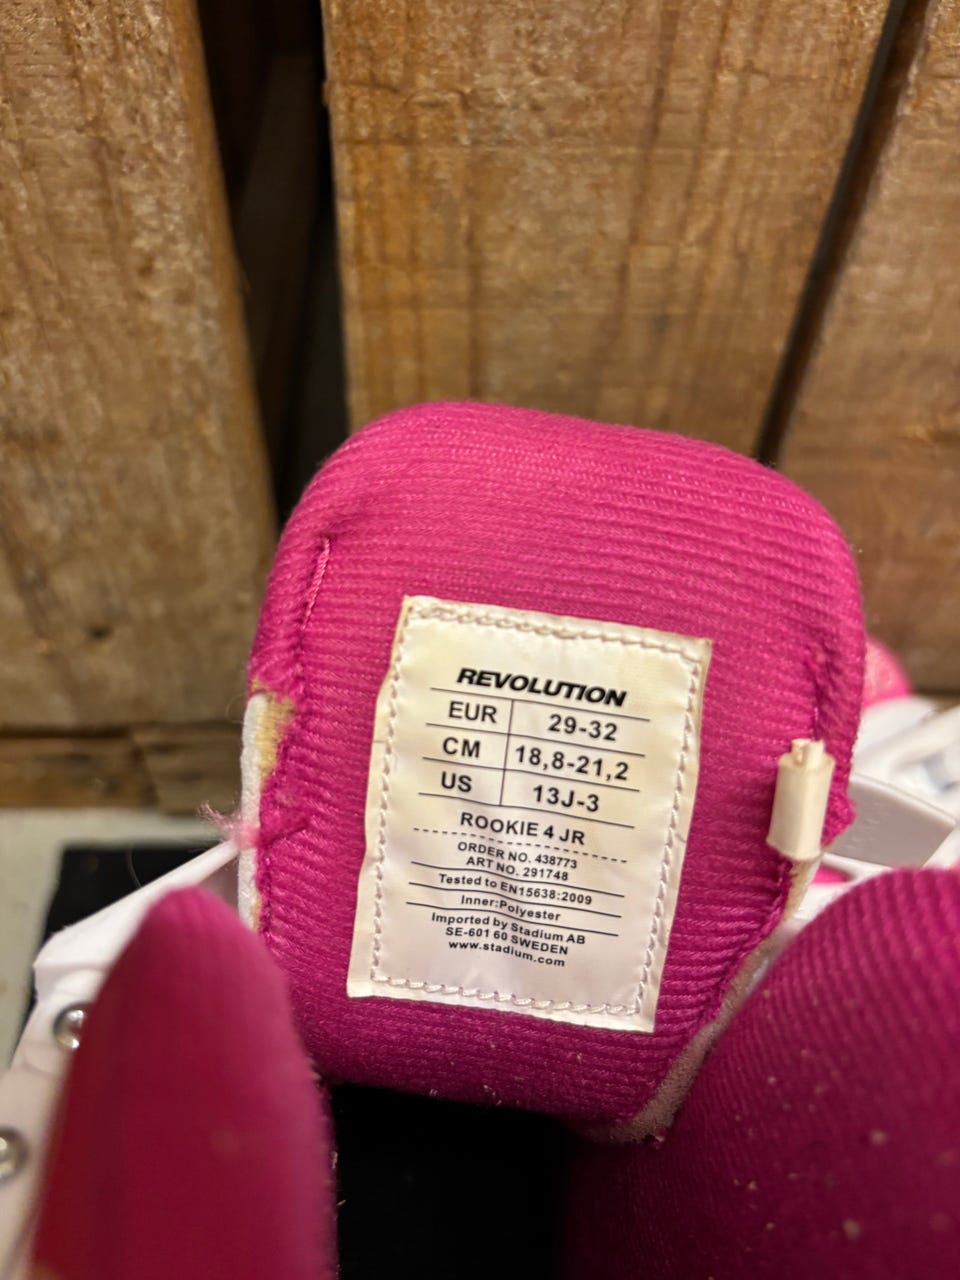 REVOLUTION
EUR 29-32
CM 18,8-21,2
US 13J-3
ROOKIE 4 JR
ORDER NO. 438773
ART NO. 291748
Tested to EN15638:2009
Inner:Polyester
Imported by Stadium AB
SE-601 60 SWEDEN
www.stadium.com